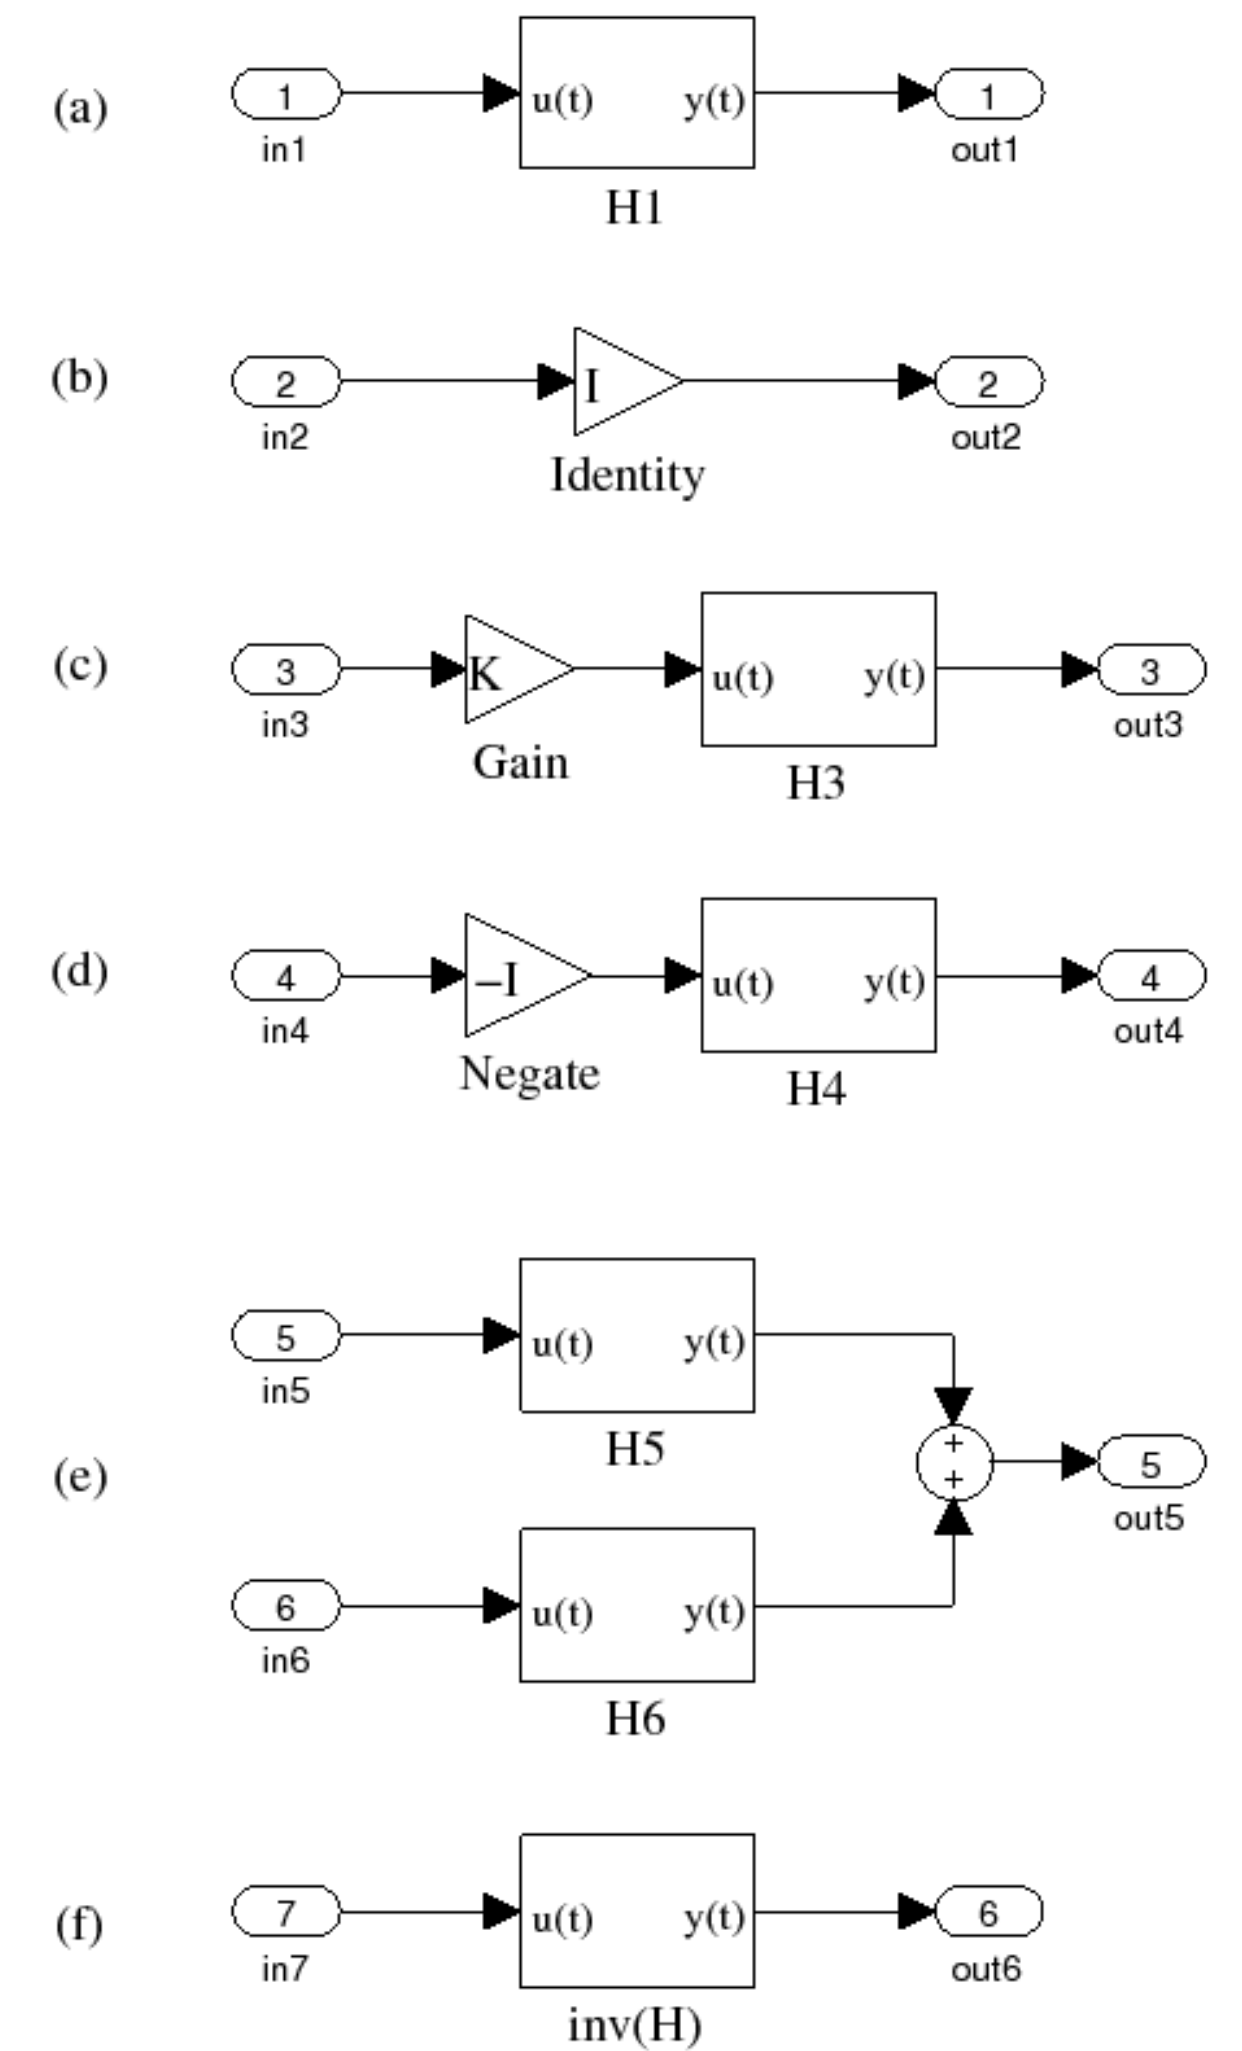 (a) 1 u(t) y(t) 1
in1 out1
H1
(b) 2 I 2
in2 out2
Identity
(c) 3 K u(t) y(t) 3
in3 out3
Gain
H3
(d) 4 –I u(t) y(t) 4
in4 out4
Negate
H4
5 u(t) y(t)
in5
H5
+
(e) 5
+
out5
6 u(t) y(t)
in6
H6
(f) 7 u(t) y(t) 6
in7 out6
inv(H)